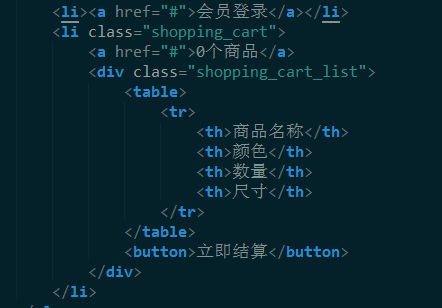 <li><a href="#">会员登录</a></li>
<li class="shopping_cart">
<a href="#">0个商品</a>
<div class="shopping_cart_list">
<table>
<tr>
<th>商品名称</th>
<th>颜色</th>
<th>数量</th>
<th>尺寸</th>
</tr>
</table>
<button>立即结算</button>
</div>
</li>